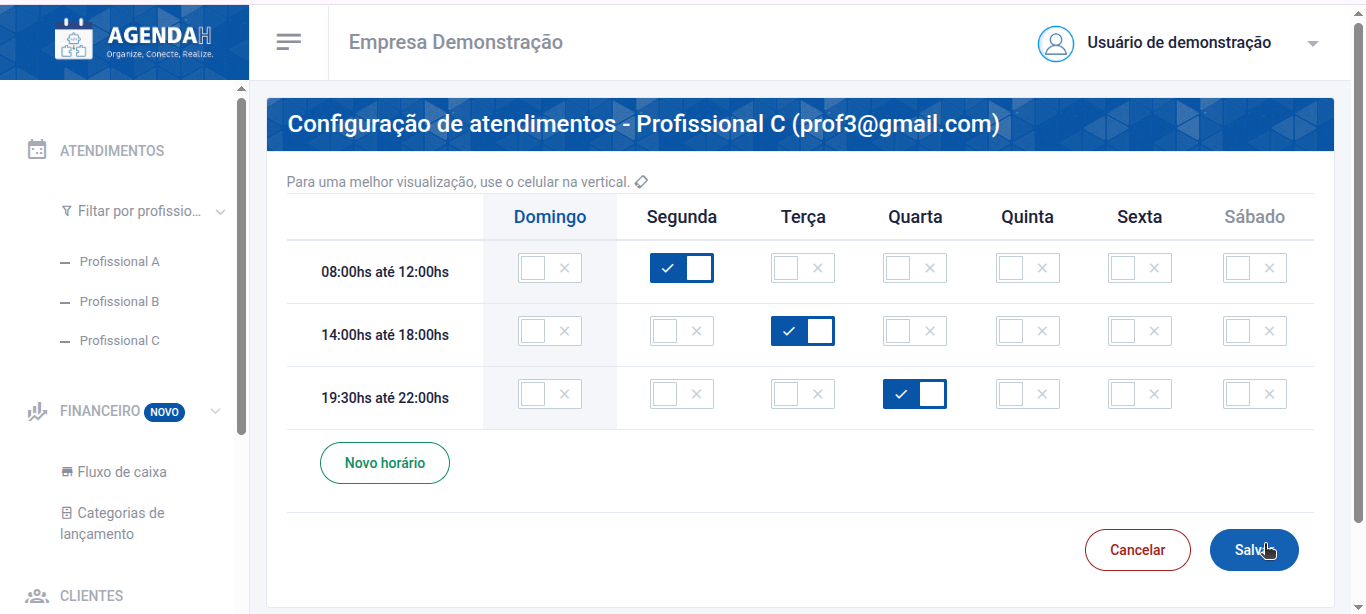 AGENDAH
Organize, Conecte, Realize.
Empresa Demonstração
Usuário de demonstração
ATENDIMENTOS
Filtar por profissio...
Profissional A
Profissional B
Profissional C
FINANCEIRO NOVO
Fluxo de caixa
Categorias de
lançamento
CLIENTES
Configuração de atendimentos - Profissional C (prof3@gmail.com)
Para uma melhor visualização, use o celular na vertical.
Domingo Segunda Terça Quarta Quinta Sexta Sábado
08:00hs até 12:00hs
14:00hs até 18:00hs
19:30hs até 22:00hs
Novo horário
Cancelar Salv